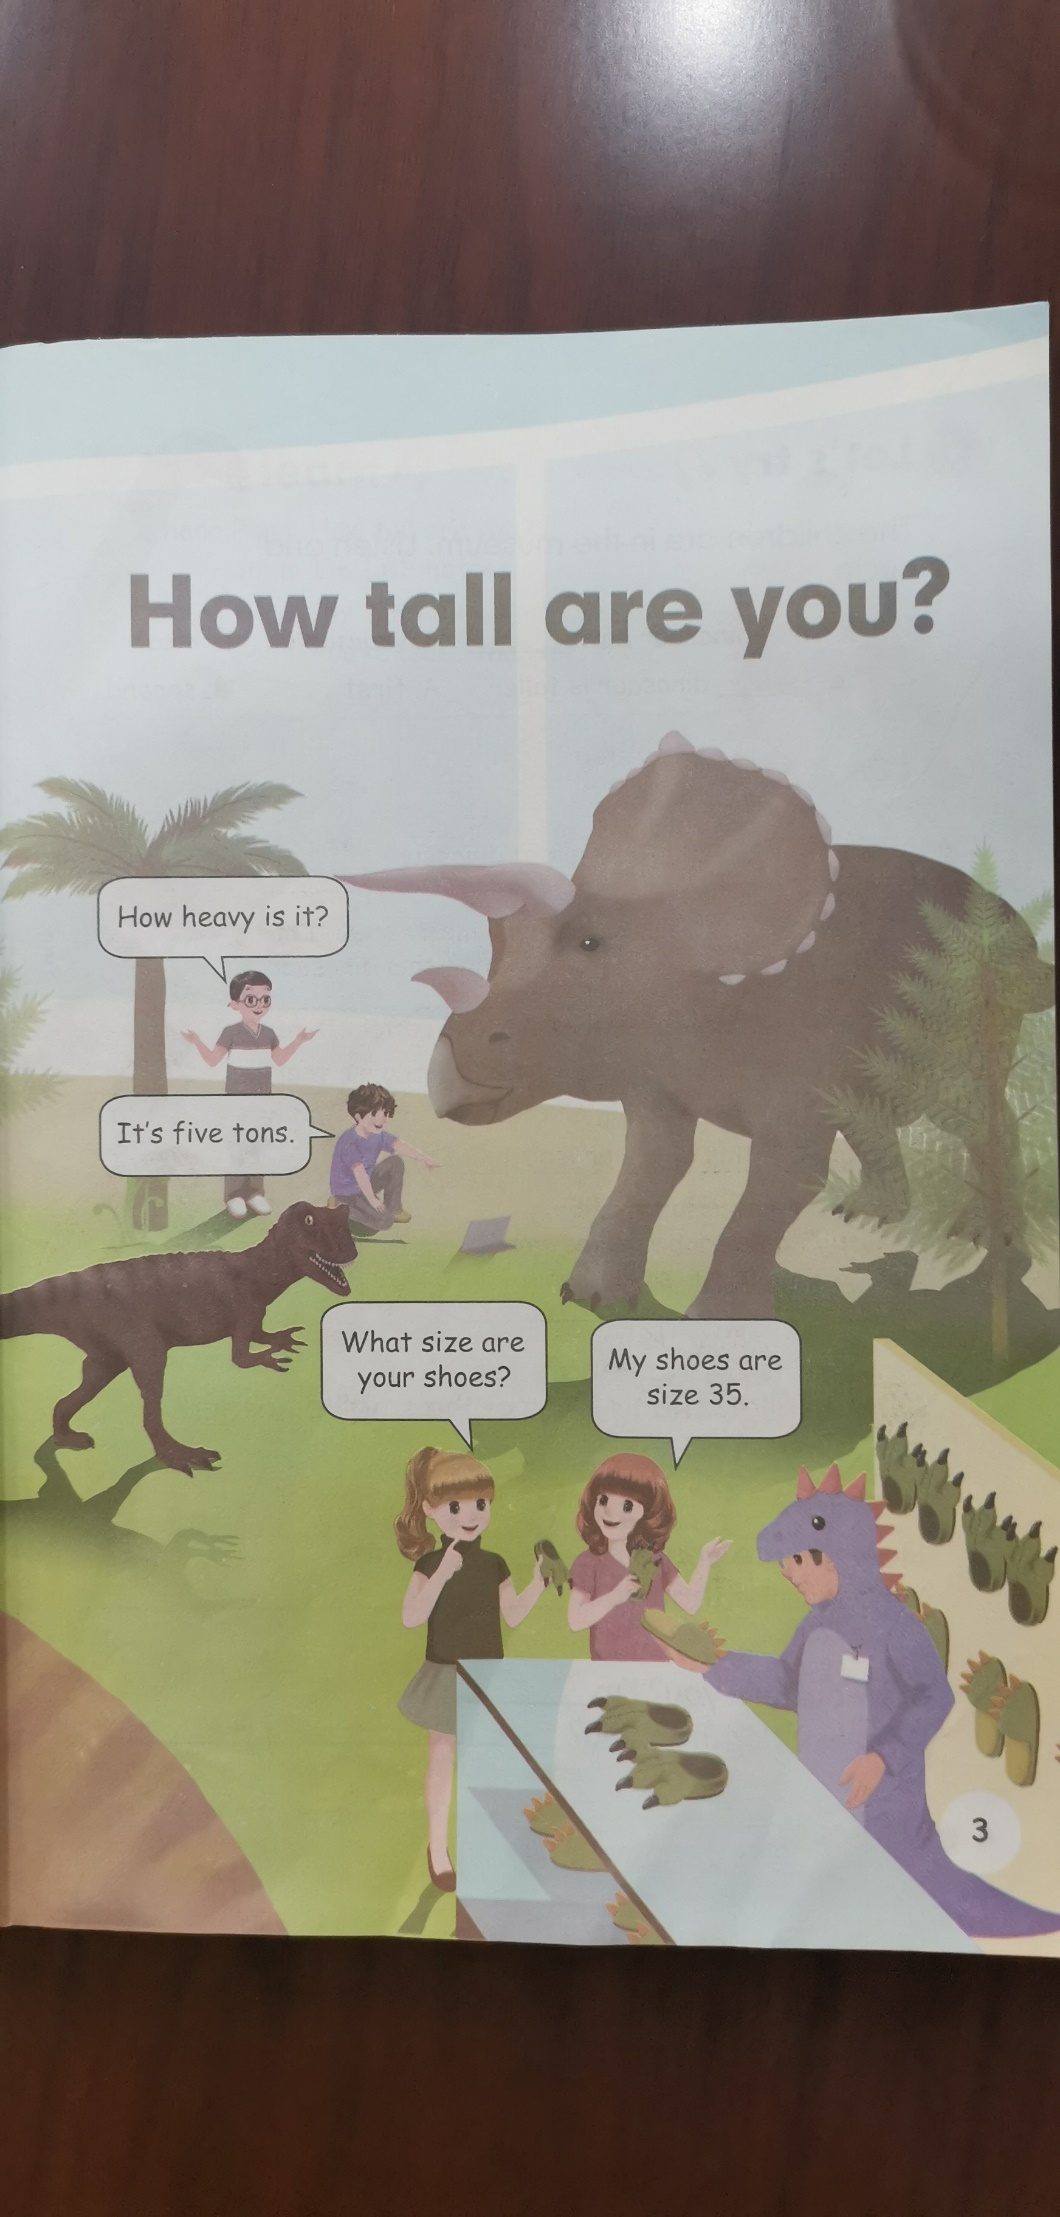 How tall are you?
How heavy is it?
It's five tons.
What size are
your shoes?
My shoes are
size 35.
3